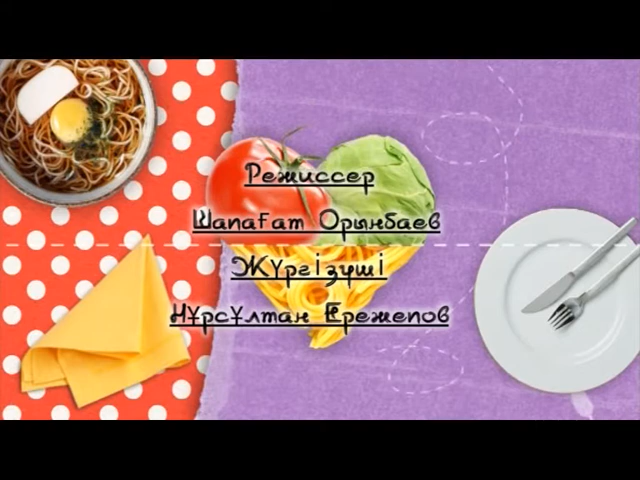 Режиссер
Шапағат Орынбаев
Жүргізуші
Нұрсұлтан Ережепов